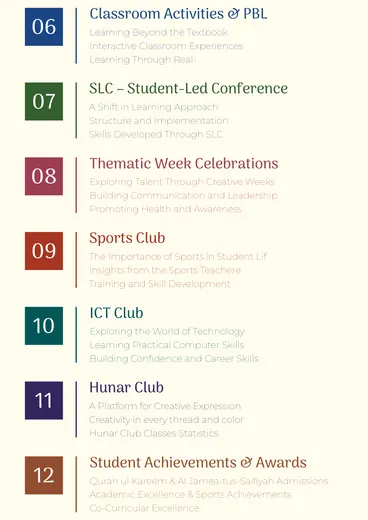 06
Classroom Activities & PBL
Learning Beyond the Textbook
Interactive Classroom Experiences
Learning Through Real-
07
SLC – Student-Led Conference
A Shift in Learning Approach
Structure and Implementation
Skills Developed Through SLC
08
Thematic Week Celebrations
Exploring Talent Through Creative Weeks
Building Communication and Leadership
Promoting Health and Awareness
09
Sports Club
The Importance of Sports in Student Lif
Insights from the Sports Teachere
Training and Skill Development
10
ICT Club
Exploring the World of Technology
Learning Practical Computer Skills
Building Confidence and Career Skills
11
Hunar Club
A Platform for Creative Expression
Creativity in every thread and color
Hunar Club Classes Statistics
12
Student Achievements & Awards
Quran ul Kareem & Al Jamea-tus-Saifiyah Admissions
Academic Excellence & Sports Achievements
Co-Curricular Excellence